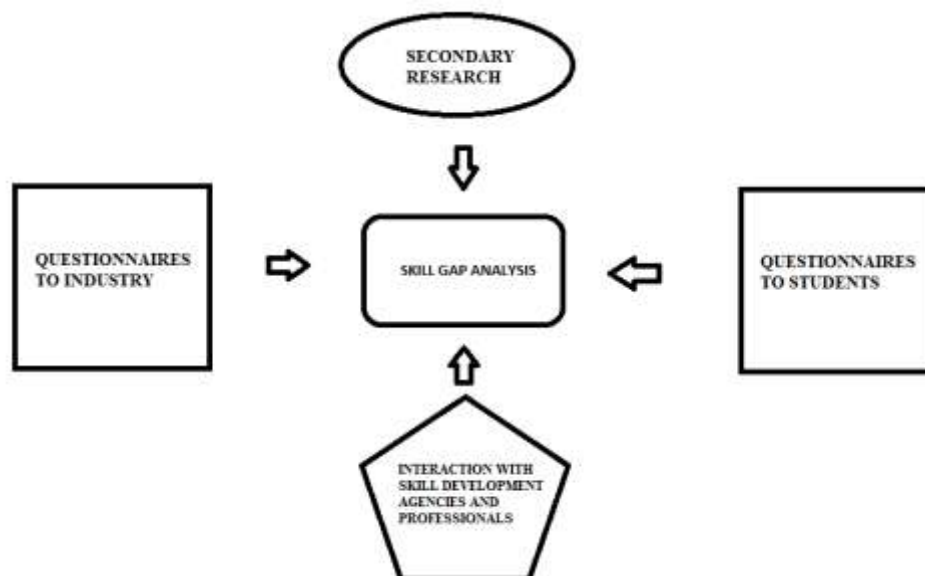 SECONDARY
RESEARCH
QUESTIONNAIRES
TO INDUSTRY
SKILL GAP ANALYSIS
QUESTIONNAIRES
TO STUDENTS
INTERACTION WITH
SKILL DEVELOPMENT
AGENCIES AND
PROFESSIONALS